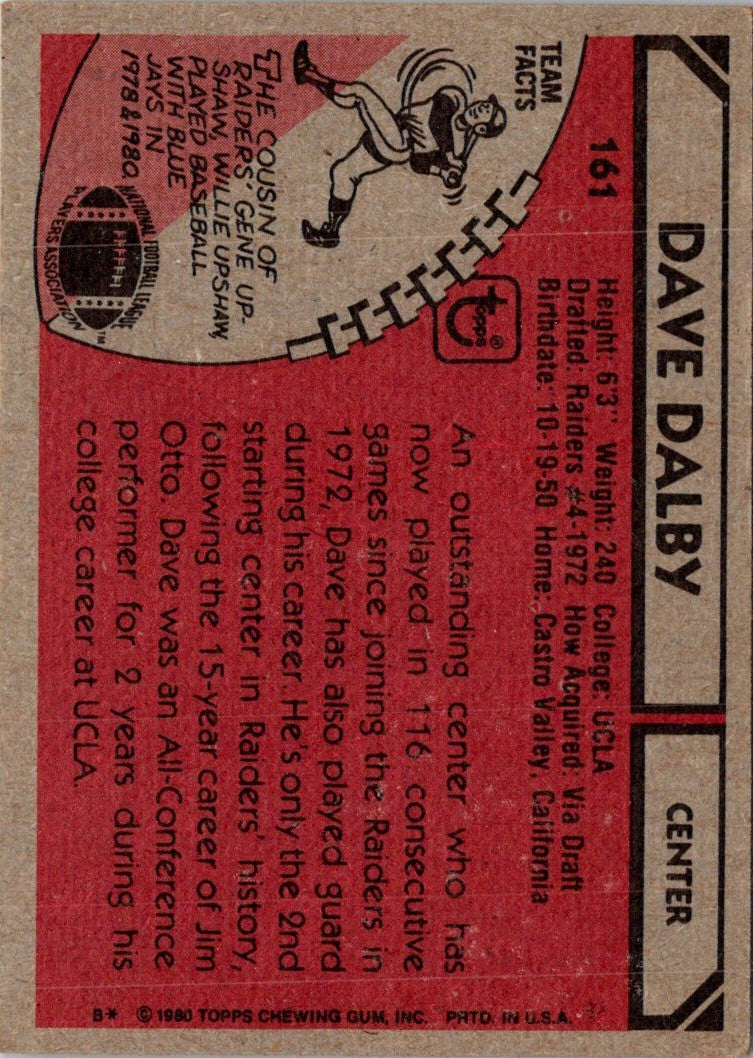 DAVE DALBY
CENTER
161
Height: 6'3" Weight: 240 College: UCLA
Drafted: Raiders #4-1972 How Acquired: Via Draft
Birthdate: 10-19-50 Home: Castro Valley, California
TEAM
FACTS
THE COUSIN OF
RAIDERS' GENE UP-
SHAW, WILLIE UPSHAW,
PLAYED BASEBALL
WITH BLUE
JAYS IN
1978 & 1980.
NATIONAL FOOTBALL LEAGUE
PLAYERS ASSOCIATION ™
topps ®
An outstanding center who has
now played in 116 consecutive
games since joining the Raiders in
1972, Dave has also played guard
during his career. He's only the 2nd
starting center in Raiders' history,
following the 15-year career of Jim
Otto. Dave was an All-Conference
performer for 2 years during his
college career at UCLA.
B* © 1980 TOPPS CHEWING GUM, INC. PRTD. IN U.S.A.